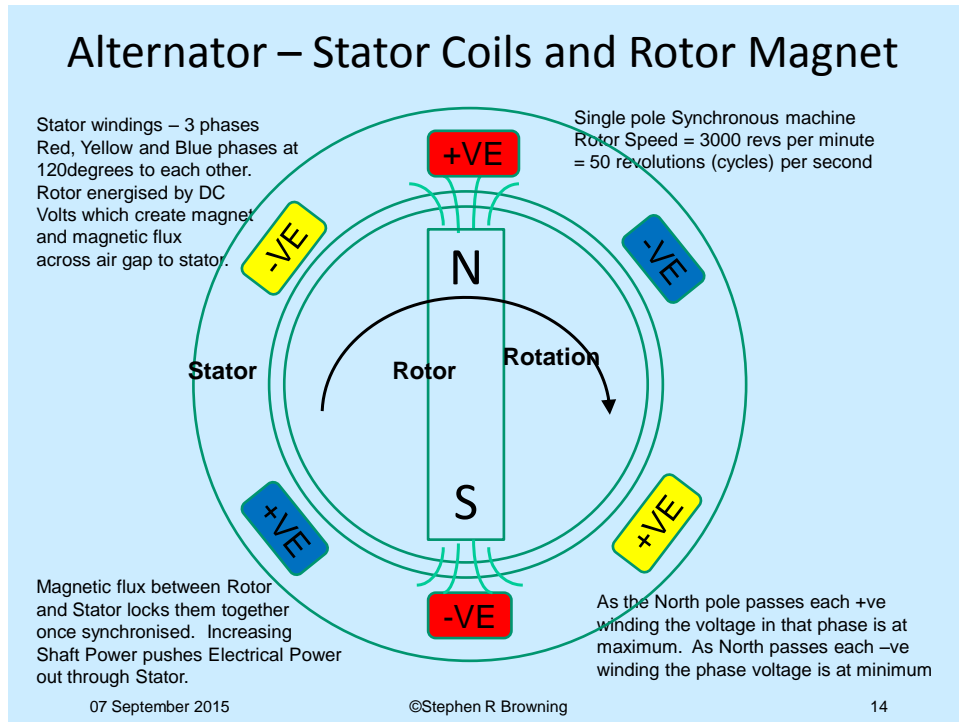 Alternator – Stator Coils and Rotor Magnet
Stator windings – 3 phases
Red, Yellow and Blue phases at
120degrees to each other.
Rotor energised by DC
Volts which create magnet
and magnetic flux
across air gap to stator.
Single pole Synchronous machine
Rotor Speed = 3000 revs per minute
= 50 revolutions (cycles) per second
+VE
-VE
-VE
N
Stator
Rotor
Rotation
S
+VE
+VE
-VE
Magnetic flux between Rotor
and Stator locks them together
once synchronised.  Increasing
Shaft Power pushes Electrical Power
out through Stator.
As the North pole passes each +ve
winding the voltage in that phase is at
maximum.  As North passes each –ve
winding the phase voltage is at minimum
07 September 2015
©Stephen R Browning
14